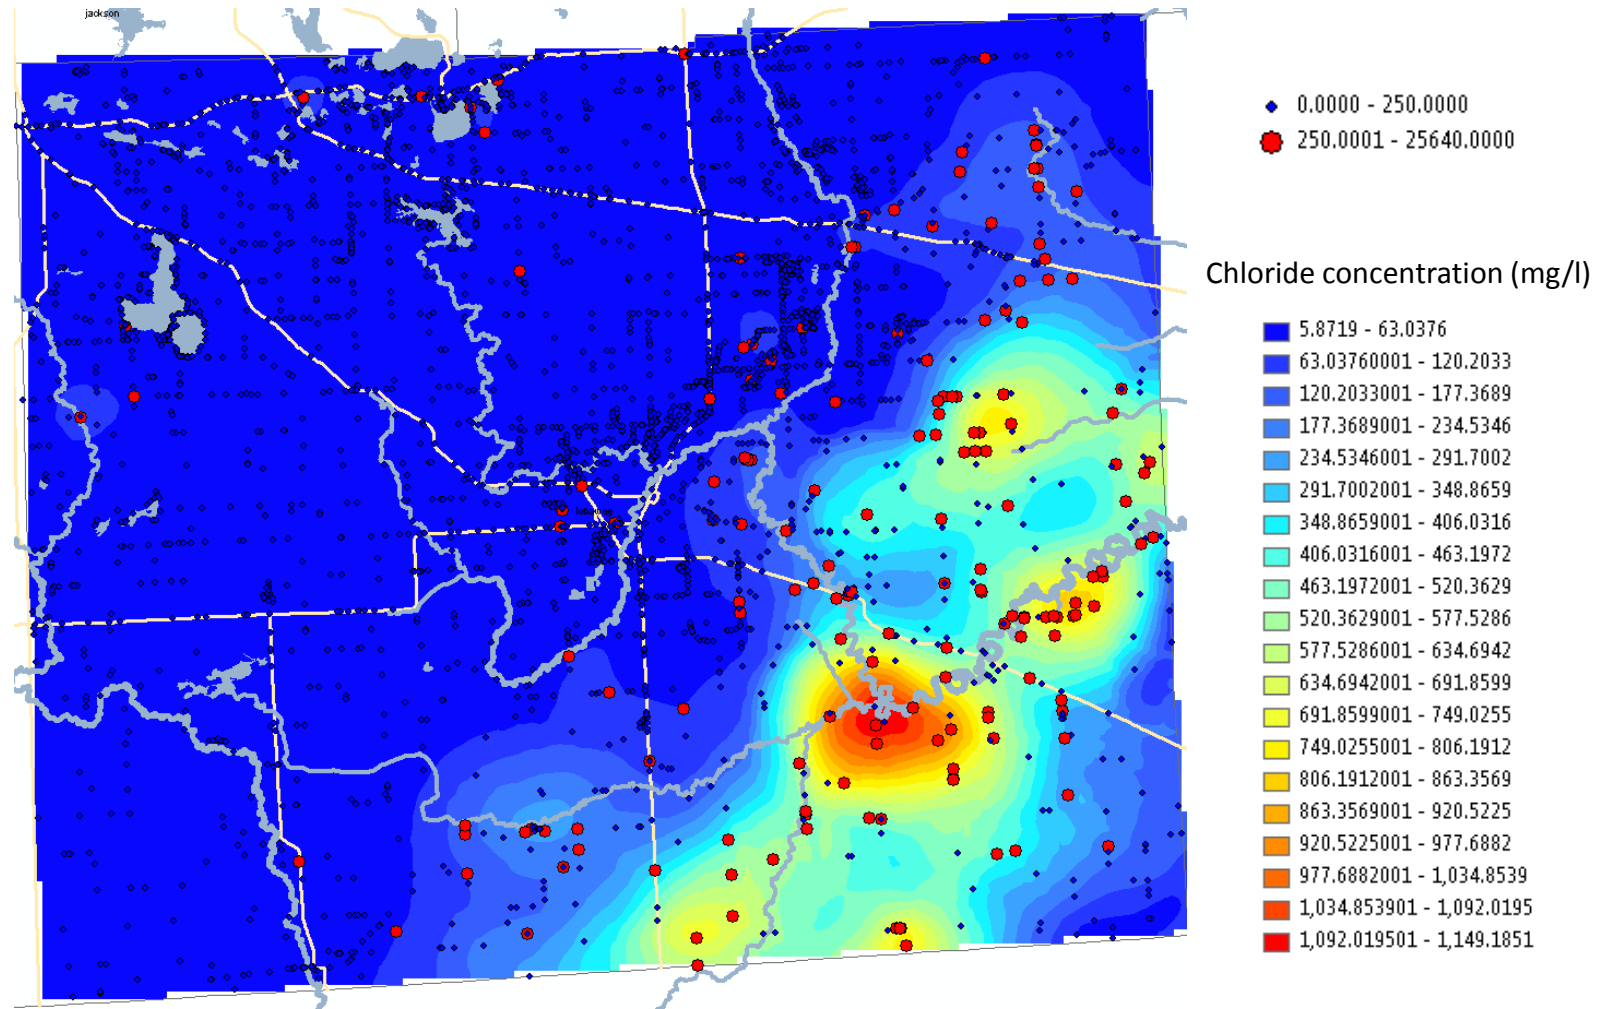 jackson
0.0000 - 250.0000
250.0001 - 25640.0000
Chloride concentration (mg/l)
5.8719 - 63.0376
63.03760001 - 120.2033
120.2033001 - 177.3689
177.3689001 - 234.5346
234.5346001 - 291.7002
291.7002001 - 348.8659
348.8659001 - 406.0316
406.0316001 - 463.1972
463.1972001 - 520.3629
520.3629001 - 577.5286
577.5286001 - 634.6942
634.6942001 - 691.8599
691.8599001 - 749.0255
749.0255001 - 806.1912
806.1912001 - 863.3569
863.3569001 - 920.5225
920.5225001 - 977.6882
977.6882001 - 1,034.8539
1,034.853901 - 1,092.0195
1,092.019501 - 1,149.1851